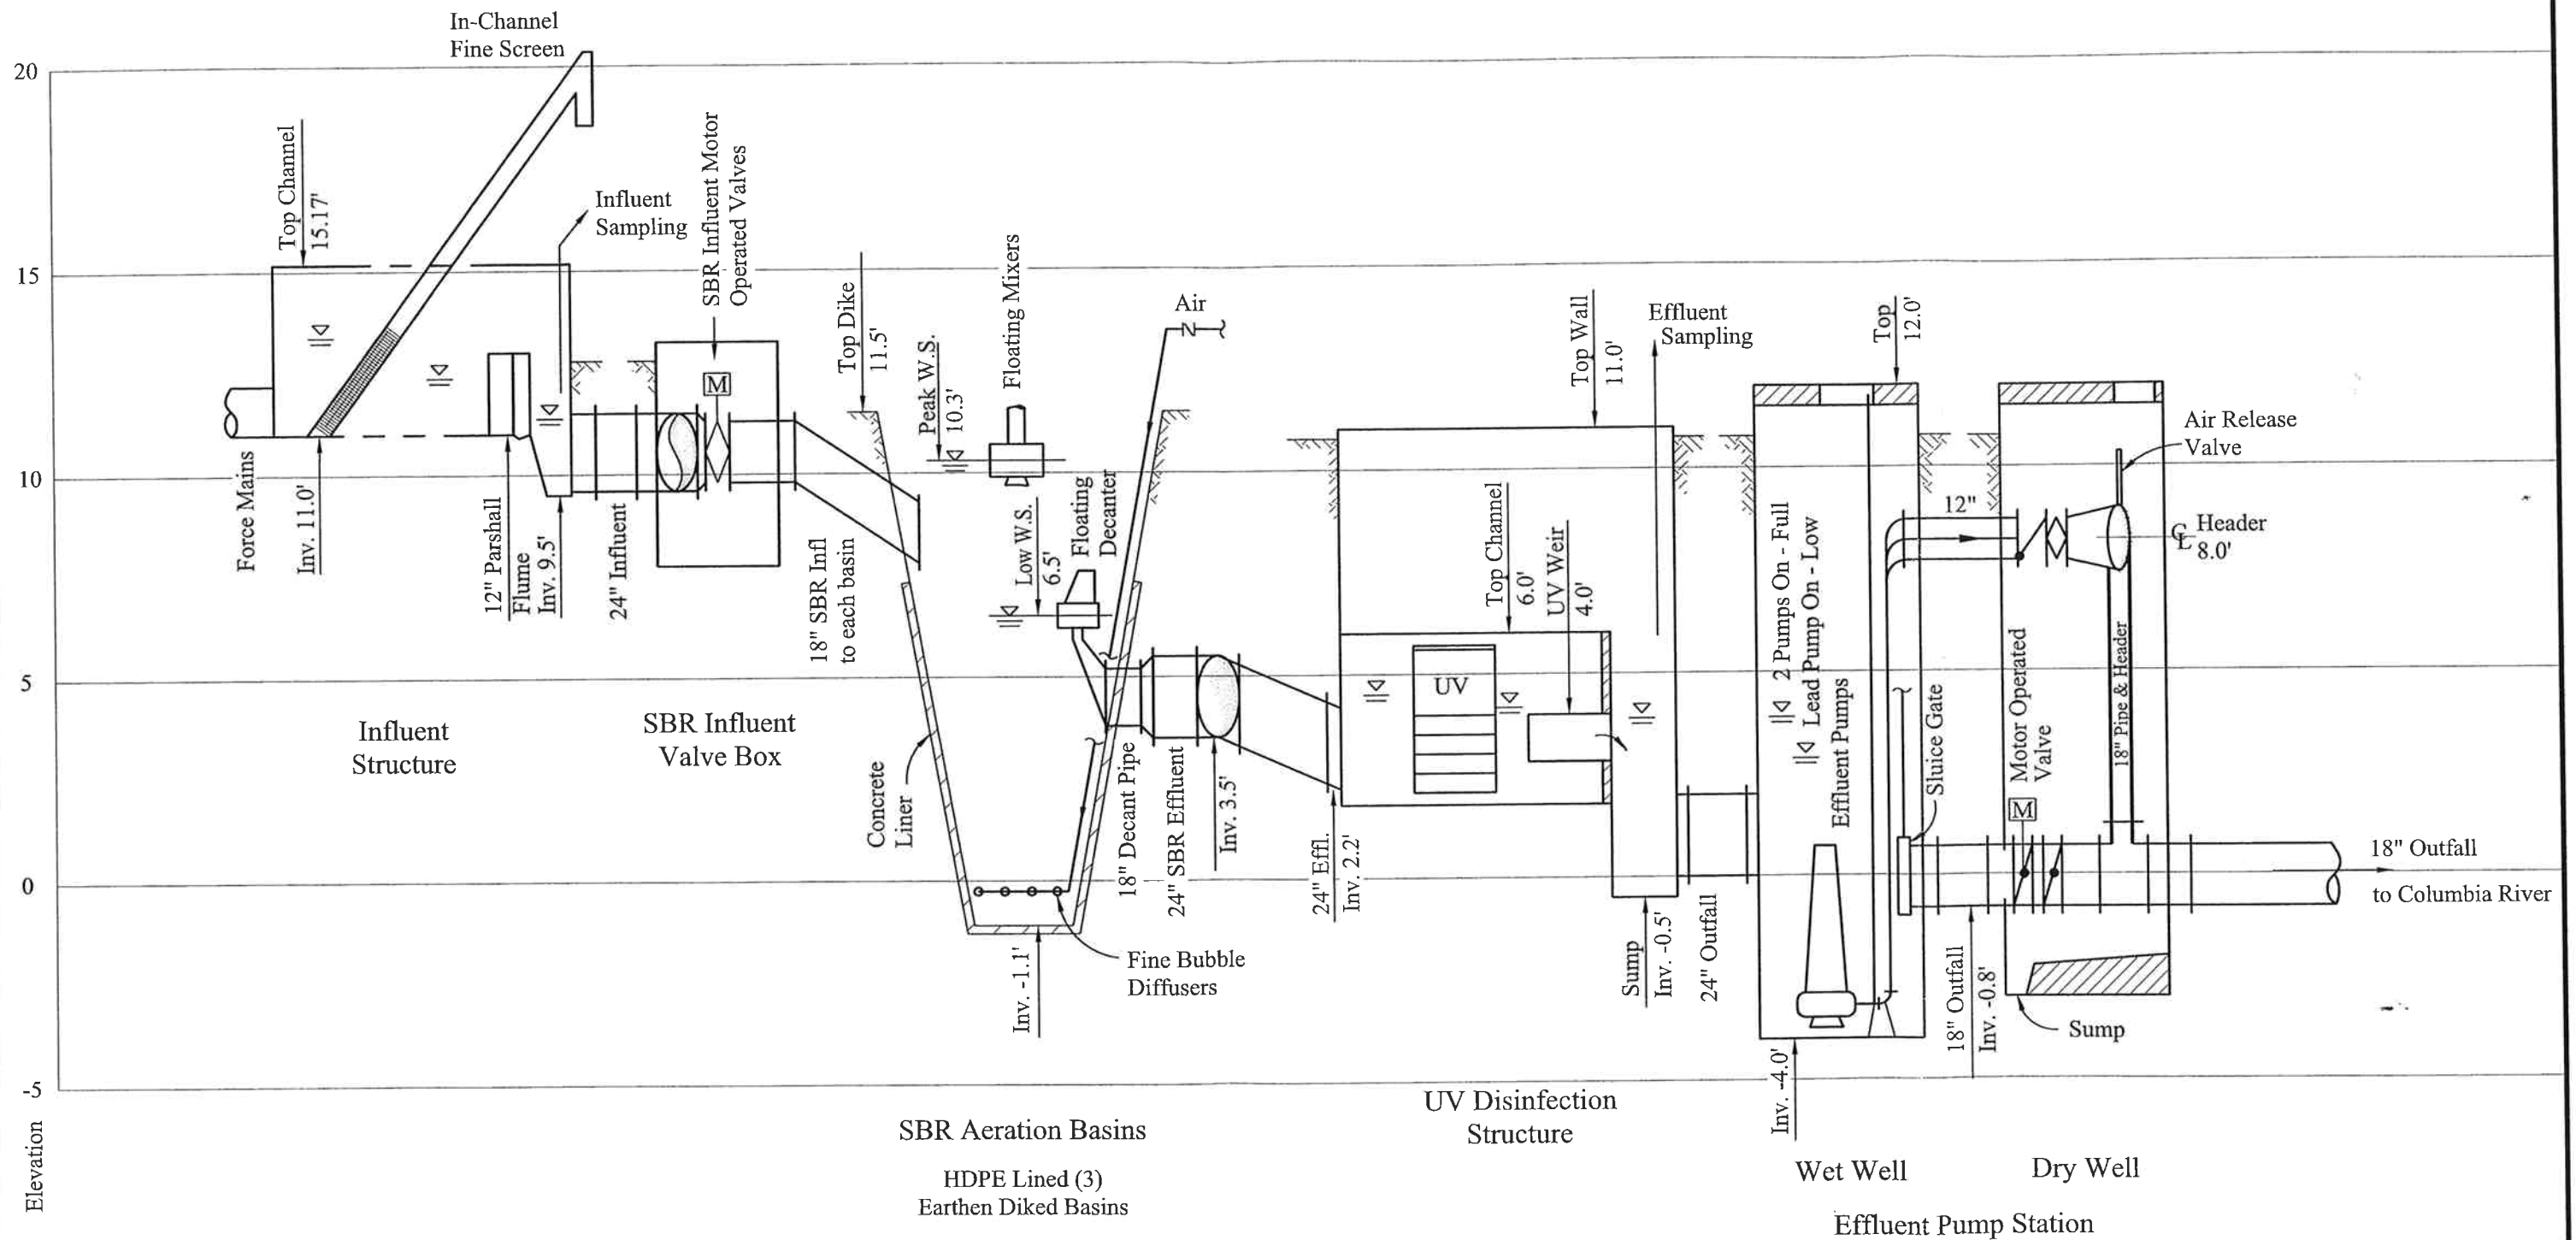 In-Channel
Fine Screen
20
15
10
5
0
-5
Elevation
Top Channel
15.17'
Influent
Sampling
SBR Influent Motor
Operated Valves
M
Force Mains
Inv. 11.0'
12" Parshall
Flume
Inv. 9.5'
24" Influent
18" SBR Infl
to each basin
Influent
Structure
SBR Influent
Valve Box
Top Dike
11.5'
Peak W.S.
10.3'
Floating Mixers
Air
Low W.S.
6.5'
Floating
Decanter
Concrete
Liner
Inv. -1.1'
Fine Bubble
Diffusers
18" Decant Pipe
24" SBR Effluent
Inv. 3.5'
24" Effl.
Inv. 2.2'
SBR Aeration Basins
HDPE Lined (3)
Earthen Diked Basins
Top Wall
11.0'
Effluent
Sampling
Top Channel
6.0'
UV Weir
4.0'
UV
Sump
Inv. -0.5'
24" Outfall
UV Disinfection
Structure
Top
12.0'
2 Pumps On - Full
Lead Pump On - Low
Effluent Pumps
Sluice Gate
Inv. -4.0'
12"
Air Release
Valve
℄ Header
8.0'
Motor Operated
Valve
M
18" Pipe & Header
18" Outfall
Inv. -0.8'
Sump
18" Outfall
to Columbia River
Wet Well
Dry Well
Effluent Pump Station